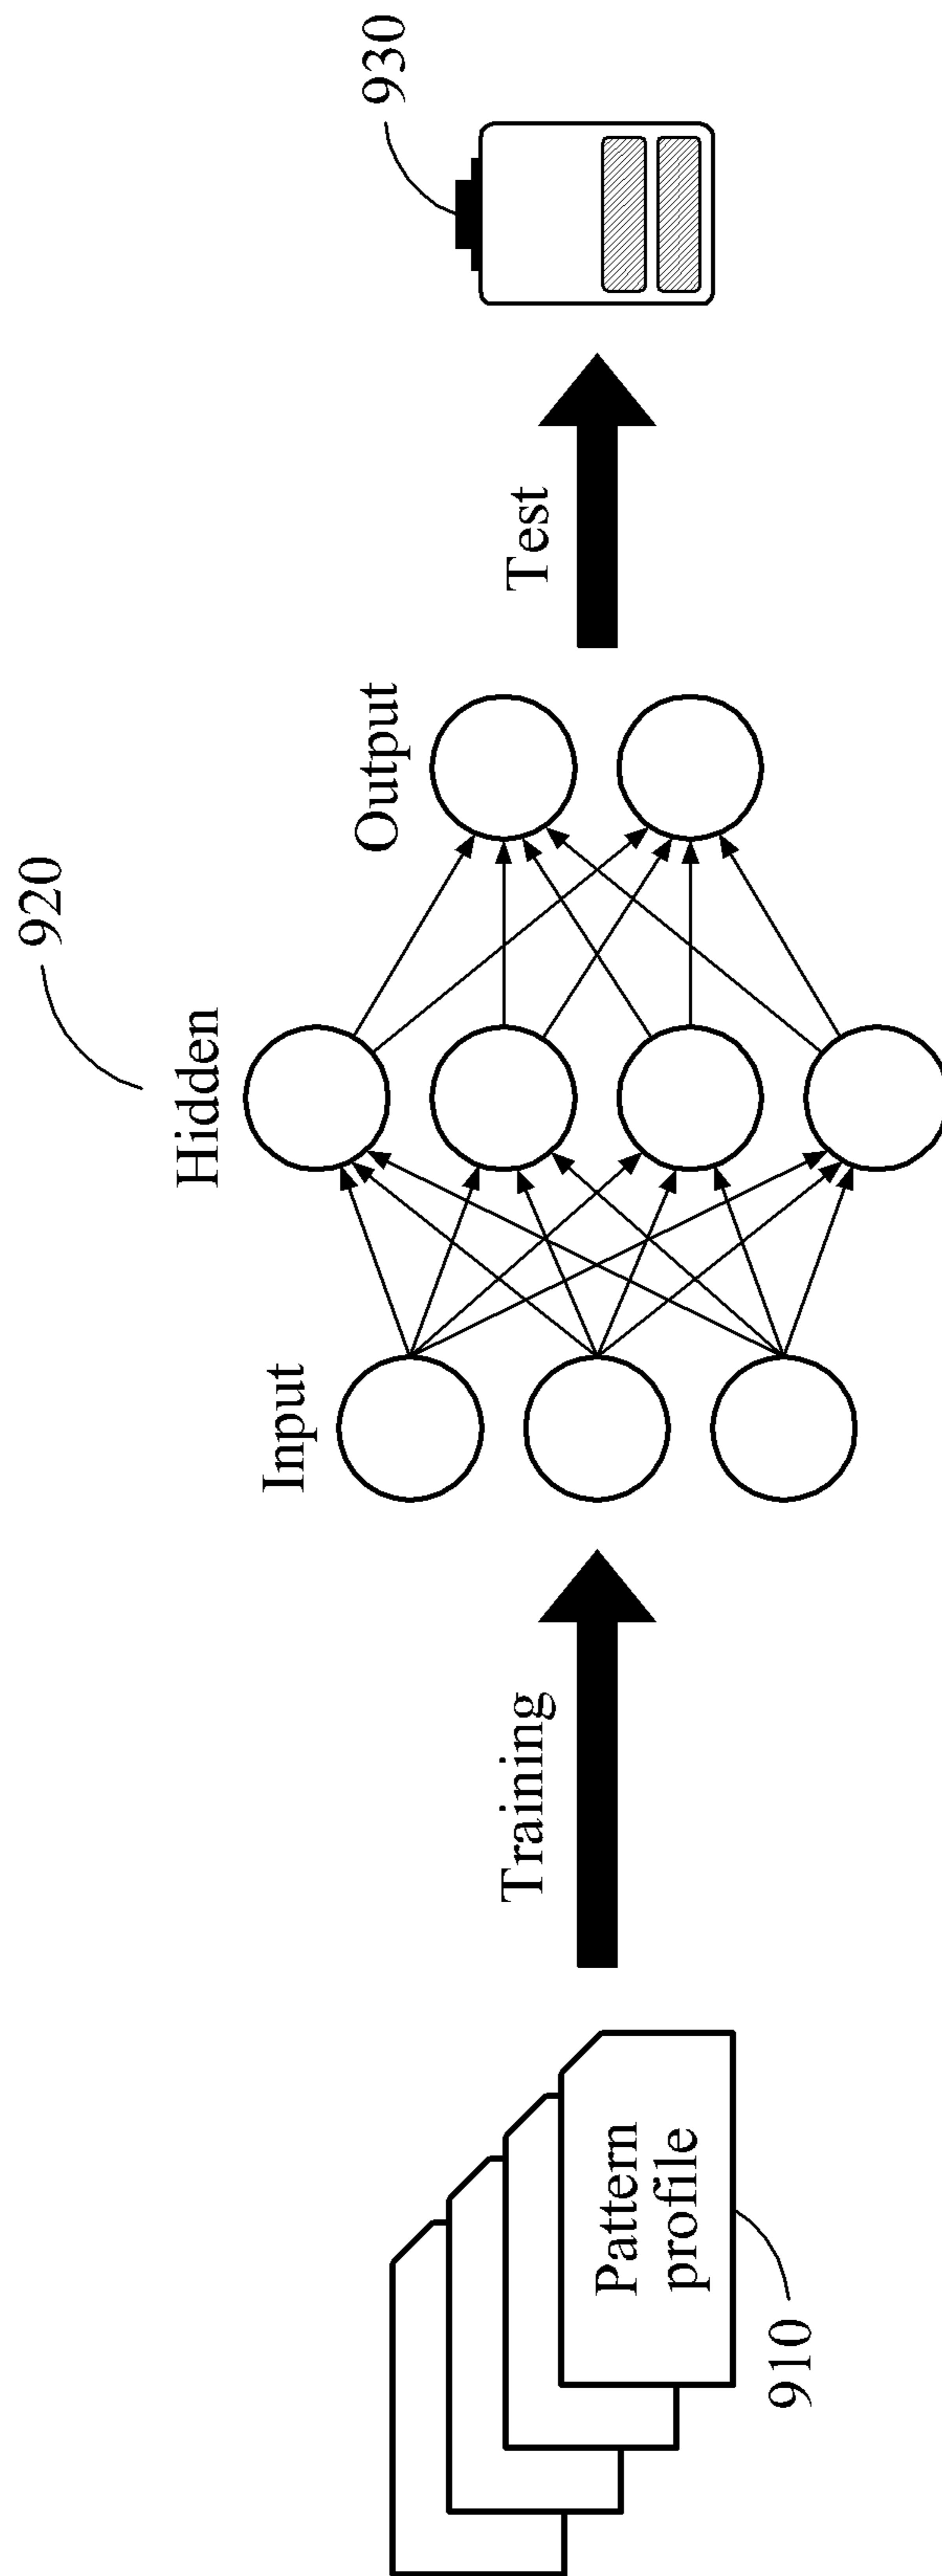 920
Input
Hidden
Output
930
Training
Test
Pattern
profile
910